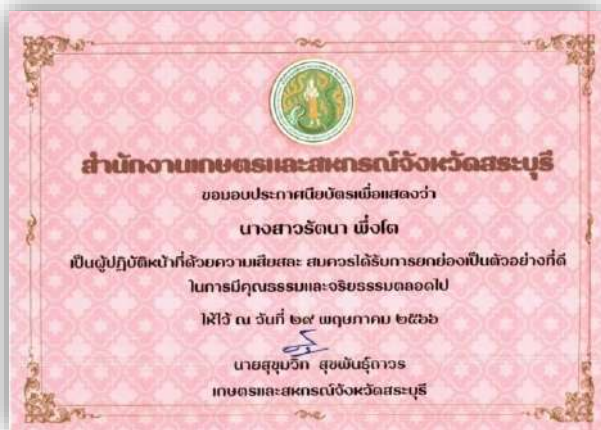 สำนักงานเกษตรและสหกรณ์จังหวัดสระบุรี
ขอมอบประกาศนียบัตรเพื่อแสดงว่า
นางสาวรัตนา พึ่งโต
เป็นผู้ปฏิบัติหน้าที่ด้วยความเสียสละ สมควรได้รับการยกย่องเป็นตัวอย่างที่ดี
ในการมีคุณธรรมและจริยธรรมตลอดไป
ให้ไว้ ณ วันที่ ๒๙ พฤษภาคม ๒๕๖๖
นายสุขุมวิท สุขพันธุ์ถาวร
เกษตรและสหกรณ์จังหวัดสระบุรี